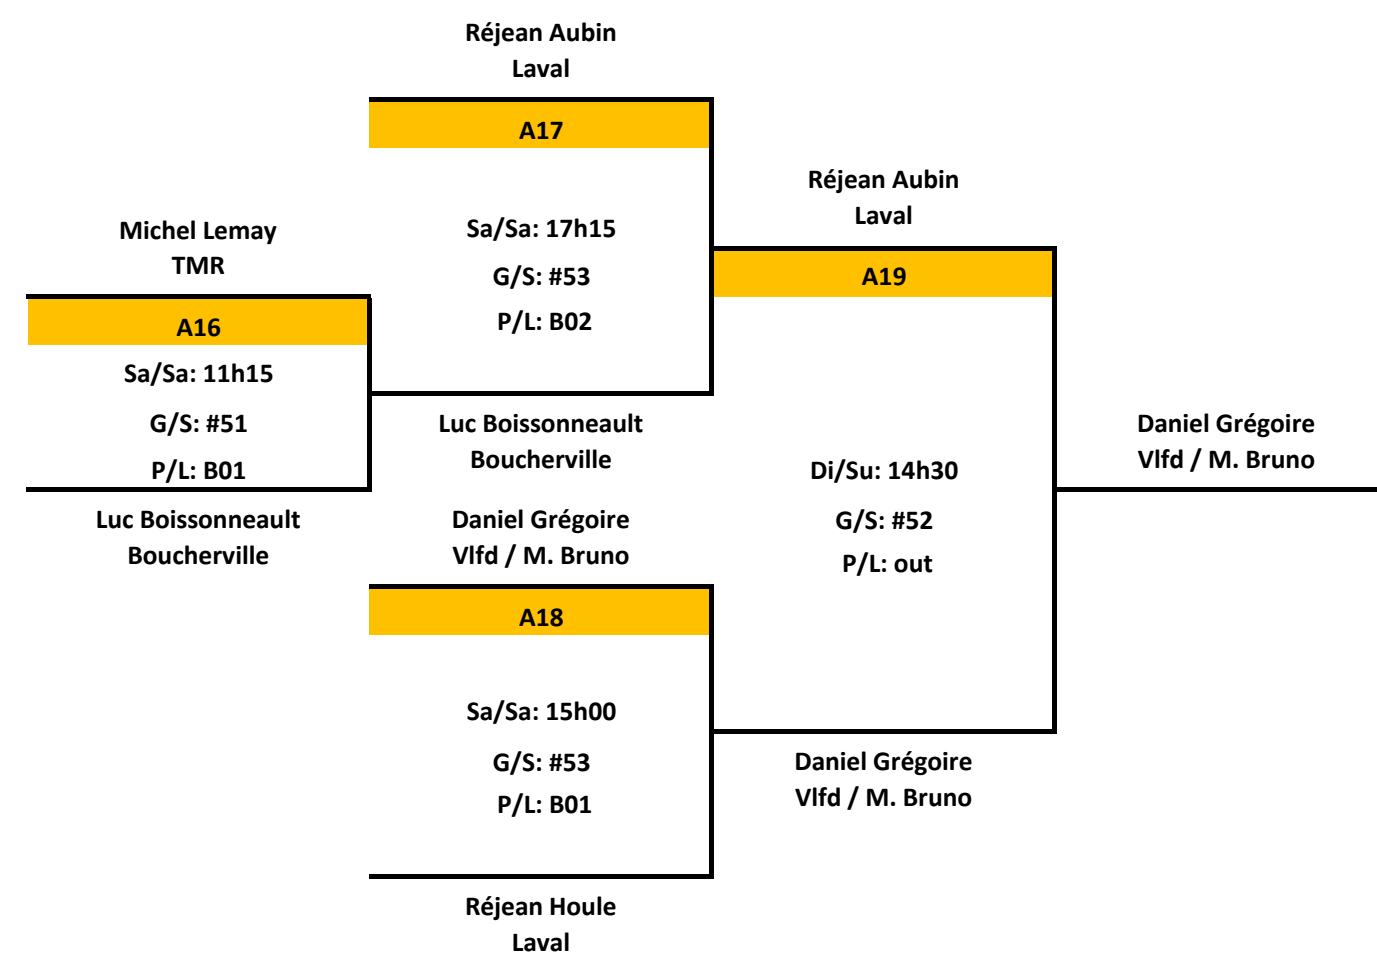 Réjean Aubin
Laval
A17
Sa/Sa: 17h15
G/S: #53
P/L: B02
Michel Lemay
TMR
A16
Sa/Sa: 11h15
G/S: #51
P/L: B01
Luc Boissonneault
Boucherville
Luc Boissonneault
Boucherville
Réjean Aubin
Laval
A19
Di/Su: 14h30
G/S: #52
P/L: out
Daniel Grégoire
Vlfd / M. Bruno
Daniel Grégoire
Vlfd / M. Bruno
A18
Sa/Sa: 15h00
G/S: #53
P/L: B01
Réjean Houle
Laval
Daniel Grégoire
Vlfd / M. Bruno